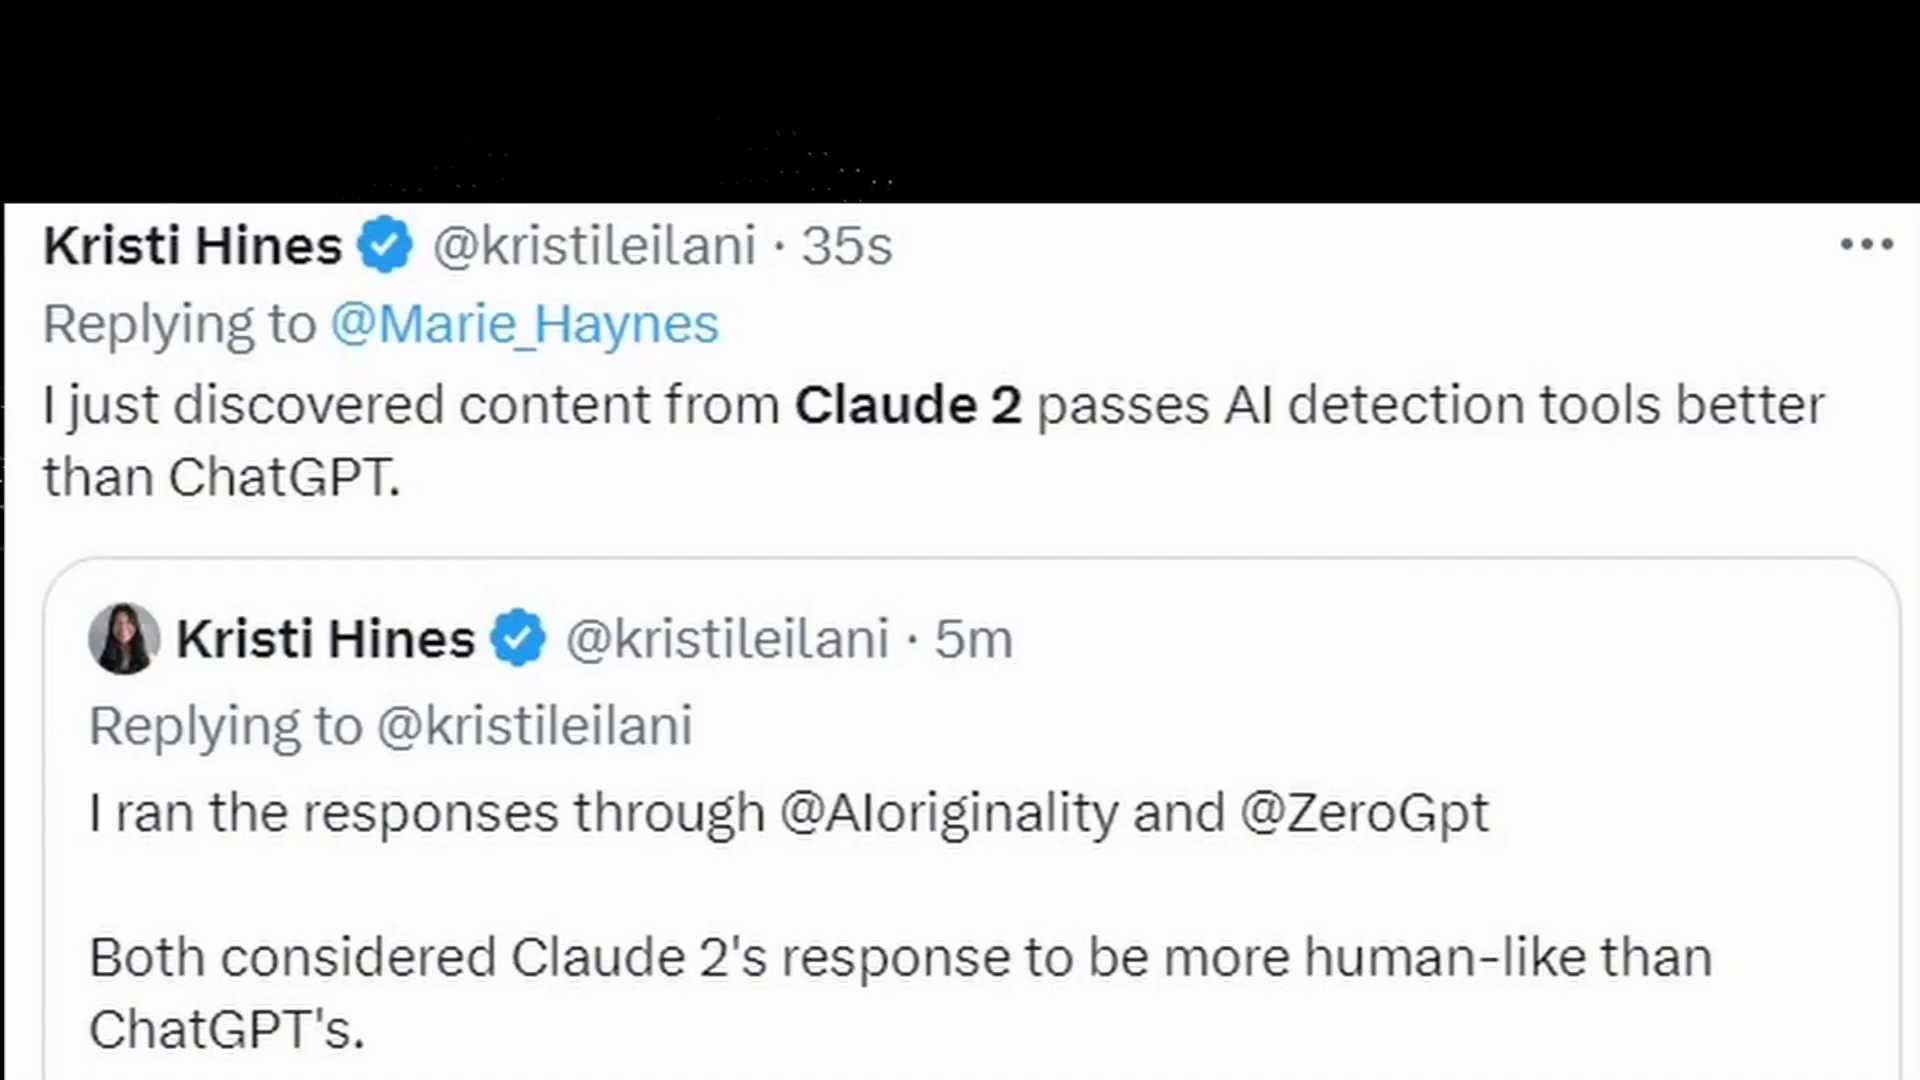 Kristi Hines @kristileilani · 35s
Replying to @Marie_Haynes
I just discovered content from Claude 2 passes AI detection tools better
than ChatGPT.
Kristi Hines @kristileilani · 5m
Replying to @kristileilani
I ran the responses through @AIoriginality and @ZeroGpt
Both considered Claude 2's response to be more human-like than
ChatGPT's.